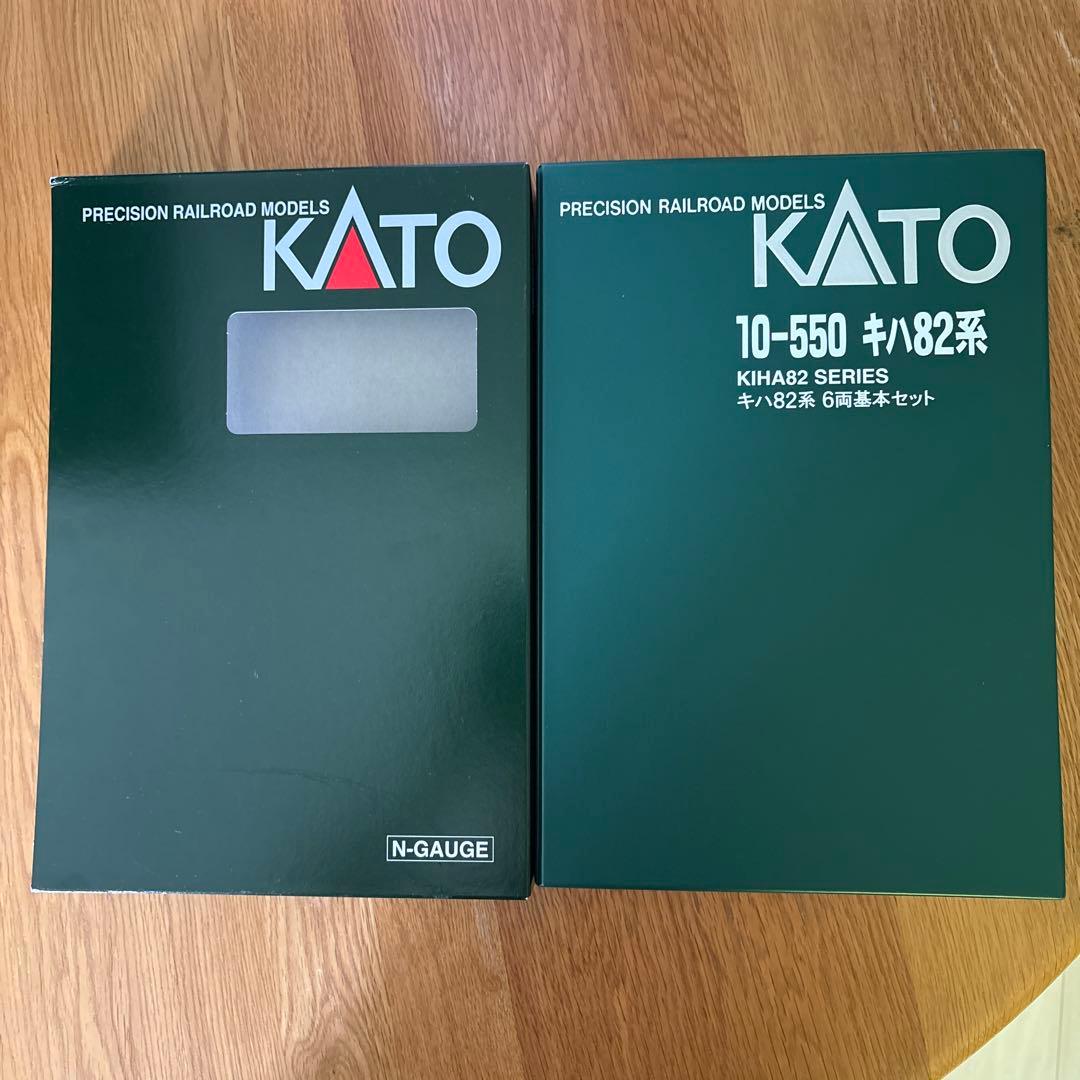 PRECISION RAILROAD MODELS
KATO
N-GAUGE
PRECISION RAILROAD MODELS
KATO
10-550 キハ82系
KIHA82 SERIES
キハ82系 6両基本セット